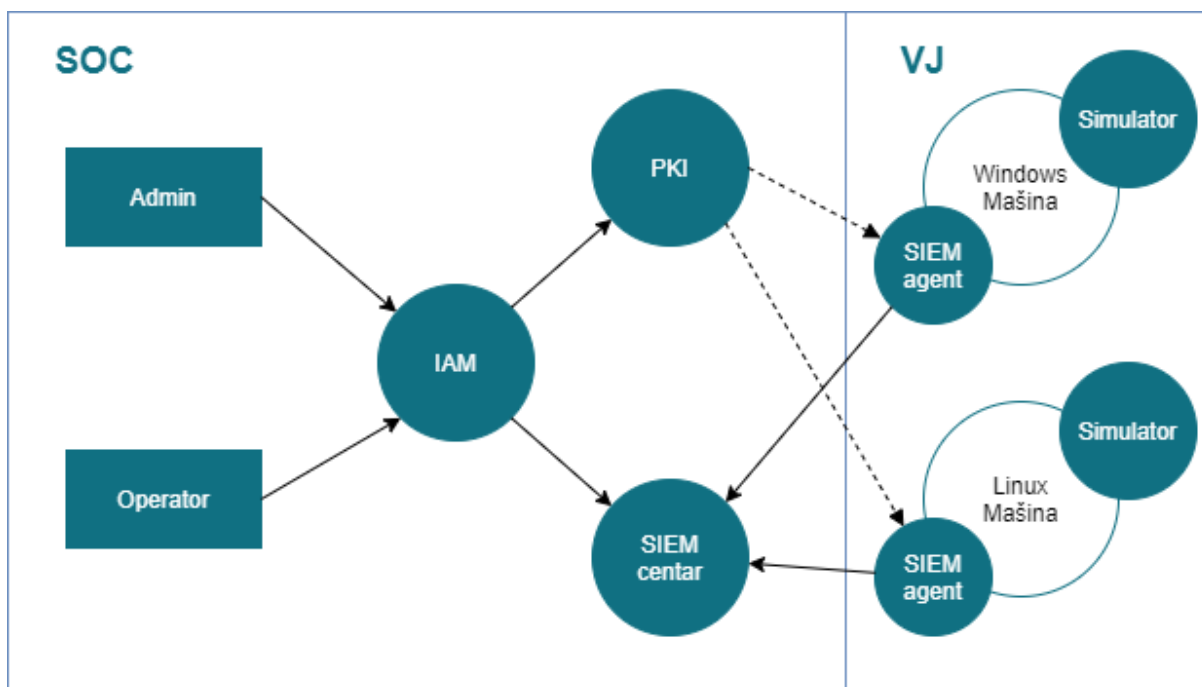 SOC
VJ
Simulator
PKI
Windows
Mašina
Admin
SIEM
agent
IAM
Simulator
Operator
Linux
Mašina
SIEM
centar
SIEM
agent